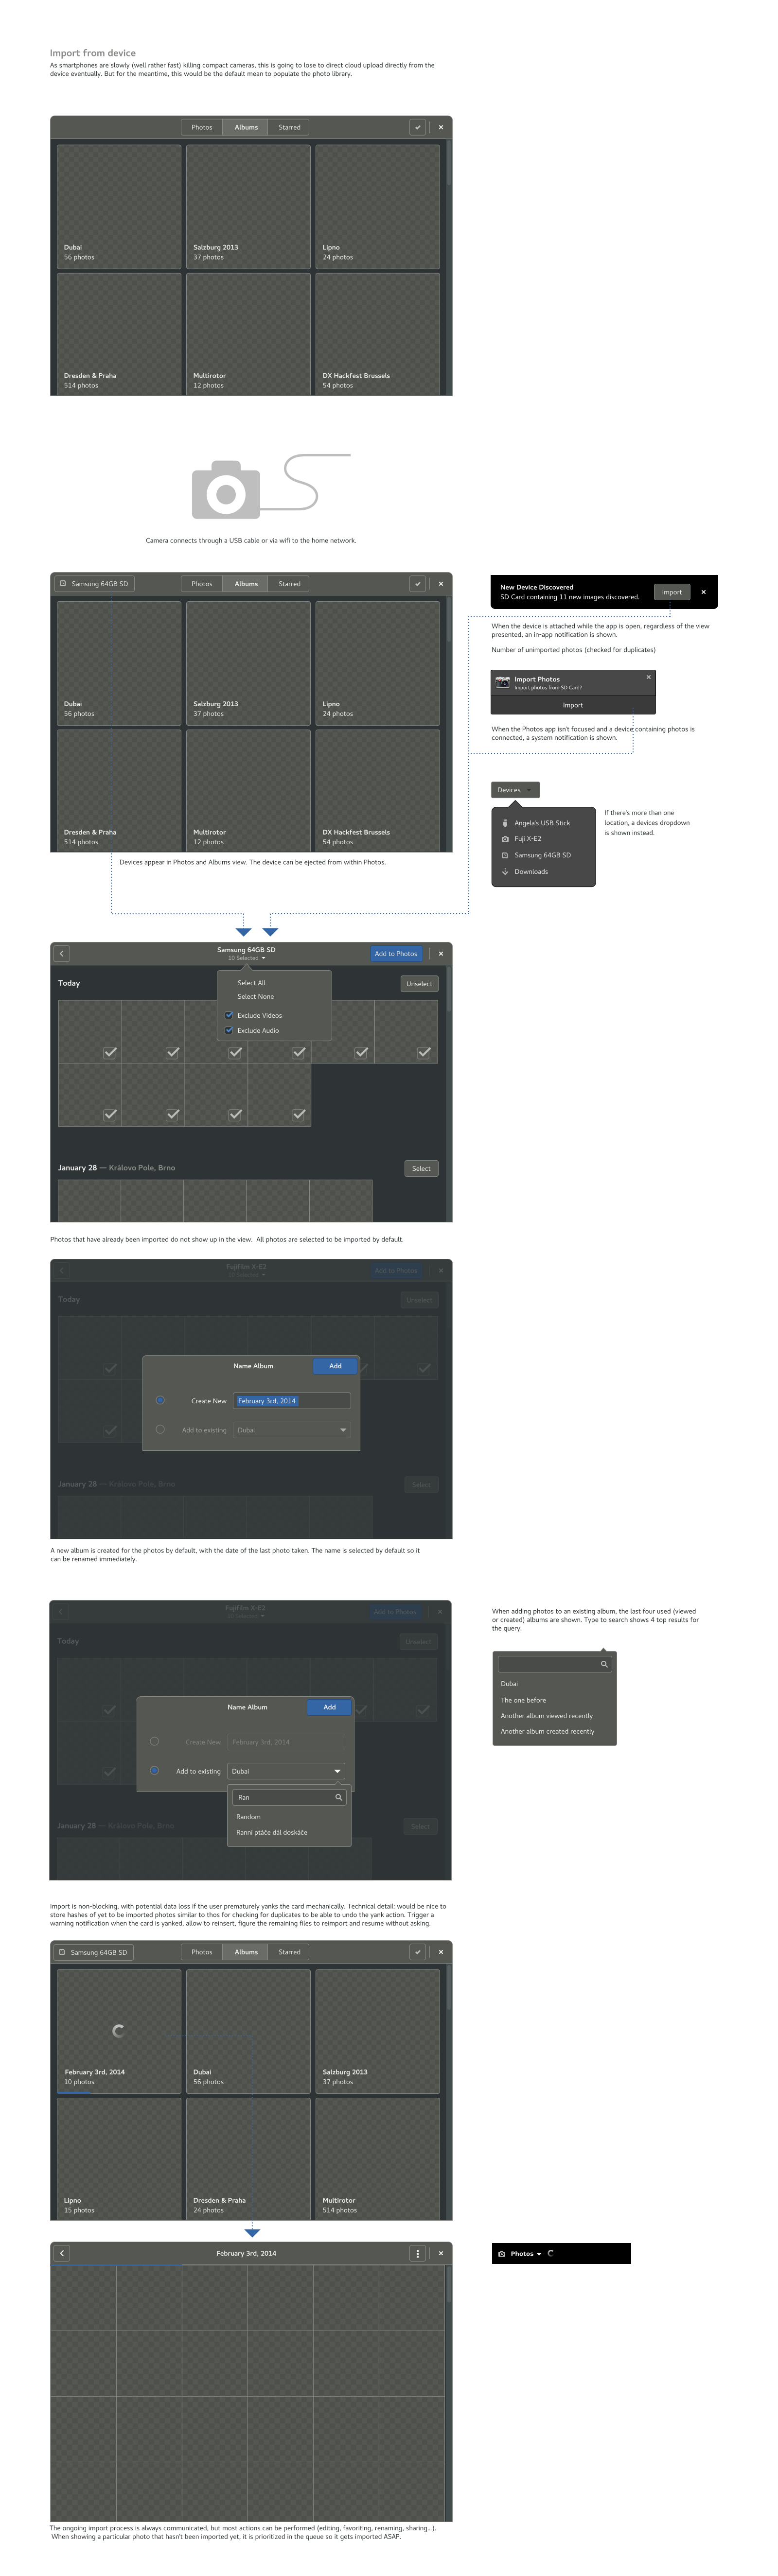 Import from device
As smartphones are slowly (well rather fast) killing compact cameras, this is going to lose to direct cloud upload directly from the
device eventually. But for the meantime, this would be the default mean to populate the photo library.
Photos Albums Starred
Dubai
56 photos
Salzburg 2013
37 photos
Lipno
24 photos
Dresden & Praha
514 photos
Multirotor
12 photos
DX Hackfest Brussels
54 photos
Camera connects through a USB cable or via wifi to the home network.
Samsung 64GB SD
Photos Albums Starred
Dubai
56 photos
Salzburg 2013
37 photos
Lipno
24 photos
Dresden & Praha
514 photos
Multirotor
12 photos
DX Hackfest Brussels
54 photos
Devices appear in Photos and Albums view. The device can be ejected from within Photos.
New Device Discovered
SD Card containing 11 new images discovered.
Import
When the device is attached while the app is open, regardless of the view
presented, an in-app notification is shown.
Number of unimported photos (checked for duplicates)
Import Photos
Import photos from SD Card?
Import
When the Photos app isn't focused and a device containing photos is
connected, a system notification is shown.
Devices
Angela's USB Stick
Fuji X-E2
Samsung 64GB SD
Downloads
If there's more than one
location, a devices dropdown
is shown instead.
Samsung 64GB SD
10 Selected
Add to Photos
Today
Unselect
Select All
Select None
Exclude Videos
Exclude Audio
January 28 — Královo Pole, Brno
Select
Photos that have already been imported do not show up in the view. All photos are selected to be imported by default.
Fujifilm X-E2
10 Selected
Add to Photos
Today
Unselect
Name Album
Add
Create New
February 3rd, 2014
Add to existing
Dubai
January 28 — Královo Pole, Brno
Select
A new album is created for the photos by default, with the date of the last photo taken. The name is selected by default so it
can be renamed immediately.
Fujifilm X-E2
10 Selected
Add to Photos
Today
Unselect
Name Album
Add
Create New
February 3rd, 2014
Add to existing
Dubai
Ran
Random
Ranní ptáče dál doskáče
January 28 — Královo Pole, Brno
Select
When adding photos to an existing album, the last four used (viewed
or created) albums are shown. Type to search shows 4 top results for
the query.
Dubai
The one before
Another album viewed recently
Another album created recently
Import is non-blocking, with potential data loss if the user prematurely yanks the card mechanically. Technical detail: would be nice to
store hashes of yet to be imported photos similar to thos for checking for duplicates to be able to undo the yank action. Trigger a
warning notification when the card is yanked, allow to reinsert, figure the remaining files to reimport and resume without asking.
Samsung 64GB SD
Photos Albums Starred
February 3rd, 2014
10 photos
Dubai
56 photos
Salzburg 2013
37 photos
Lipno
15 photos
Dresden & Praha
24 photos
Multirotor
514 photos
February 3rd, 2014
Photos
The ongoing import process is always communicated, but most actions can be performed (editing, favoriting, renaming, sharing...).
When showing a particular photo that hasn't been imported yet, it is prioritized in the queue so it gets imported ASAP.